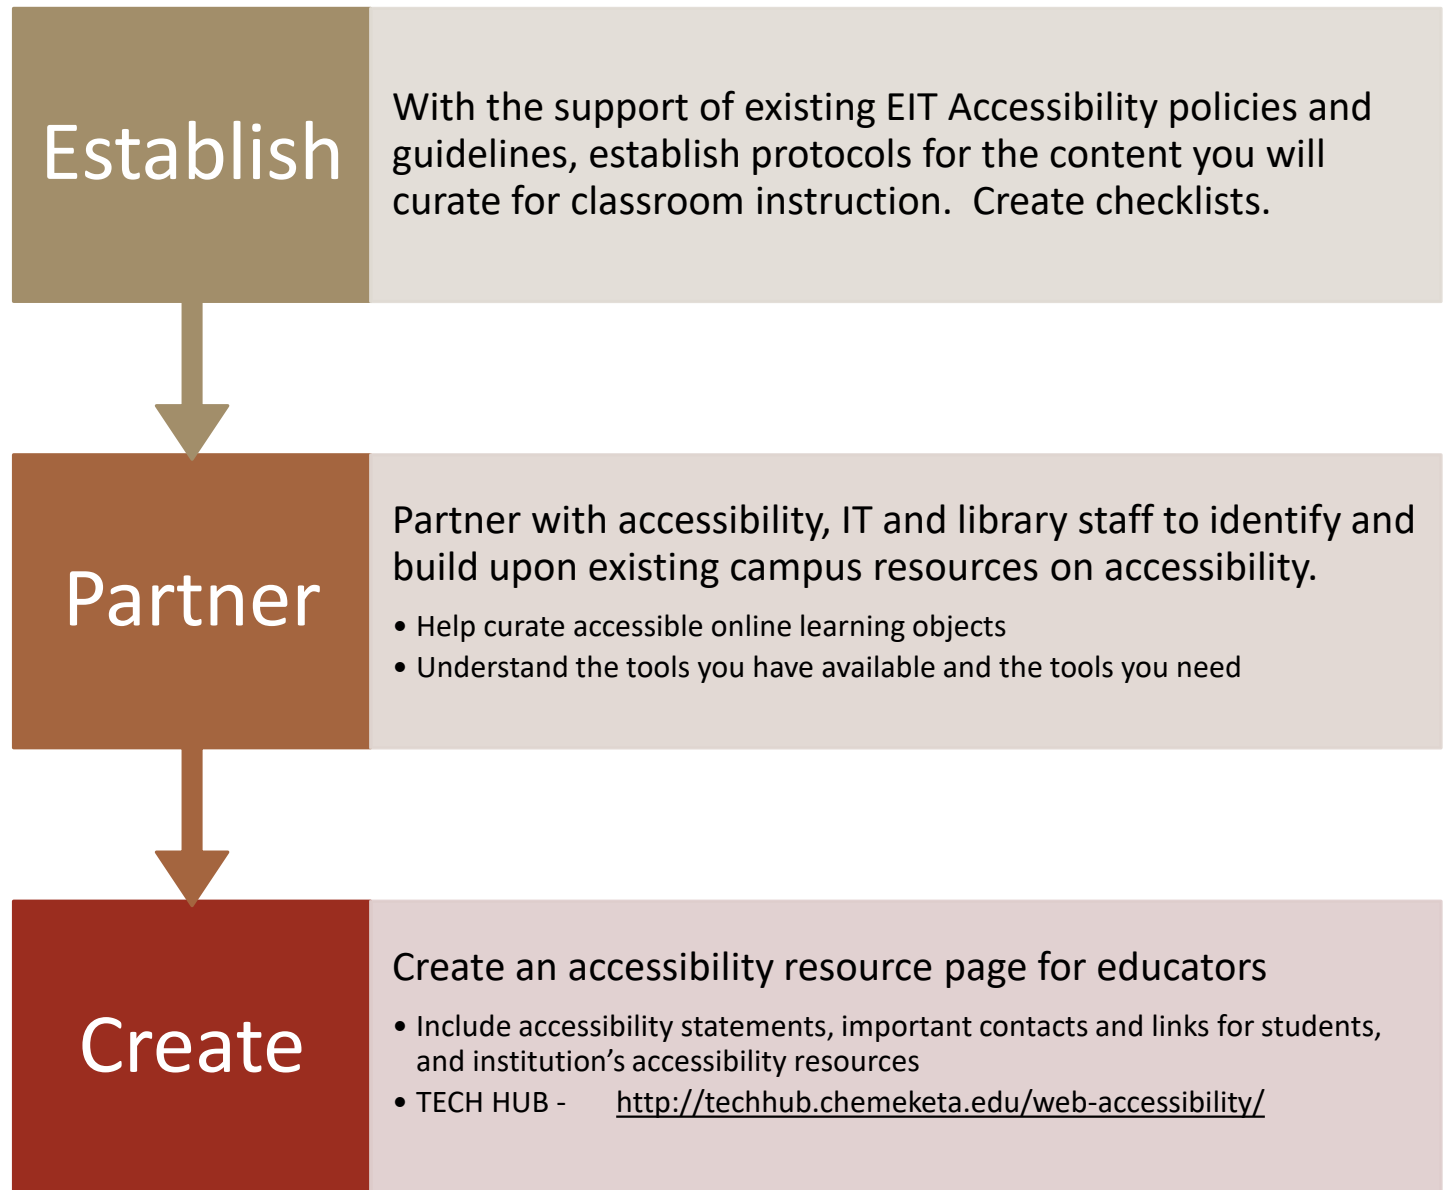 Establish
With the support of existing EIT Accessibility policies and
guidelines, establish protocols for the content you will
curate for classroom instruction.  Create checklists.
Partner
Partner with accessibility, IT and library staff to identify and
build upon existing campus resources on accessibility.
• Help curate accessible online learning objects
• Understand the tools you have available and the tools you need
Create
Create an accessibility resource page for educators
• Include accessibility statements, important contacts and links for students,
and institution’s accessibility resources
• TECH HUB - http://techhub.chemeketa.edu/web-accessibility/